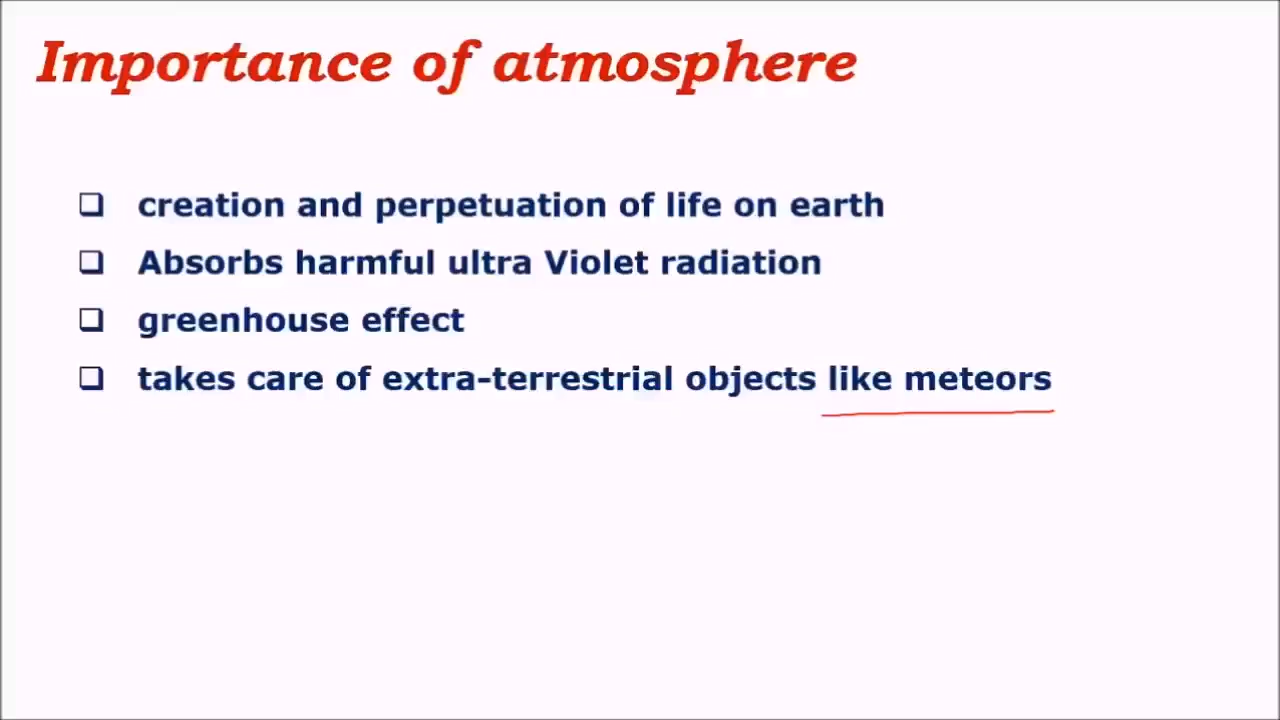 Importance of atmosphere
❑ creation and perpetuation of life on earth
❑ Absorbs harmful ultra Violet radiation
❑ greenhouse effect
❑ takes care of extra-terrestrial objects like meteors